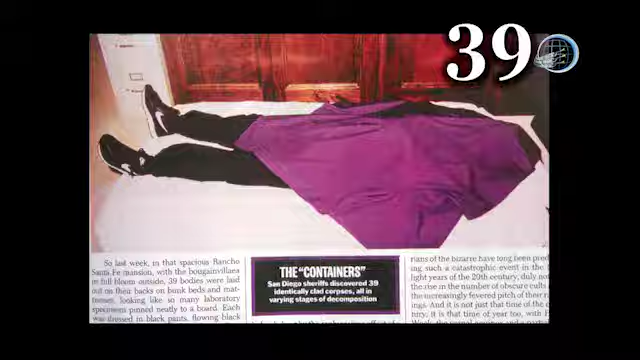 39
So last week, in that spacious Rancho
Santa Fe mansion, with the bougainvillaea
in full bloom outside, 39 bodies were laid
out on their backs on bunk beds and mat-
tresses, looking like so many laboratory
specimens pinned neatly to a board. Each
was dressed in black pants, flowing black
THE "CONTAINERS"
San Diego sheriffs discovered 39
identically clad corpses, all in
varying stages of decomposition
rians of the bizarre have long been pred
ing such a catastrophic event in the f
light years of the 20th century, duly not
the rise in the number of obscure cults a
the increasingly fevered pitch of their r
ings. And it is not just that time of the
tury. It is that time of year too, with